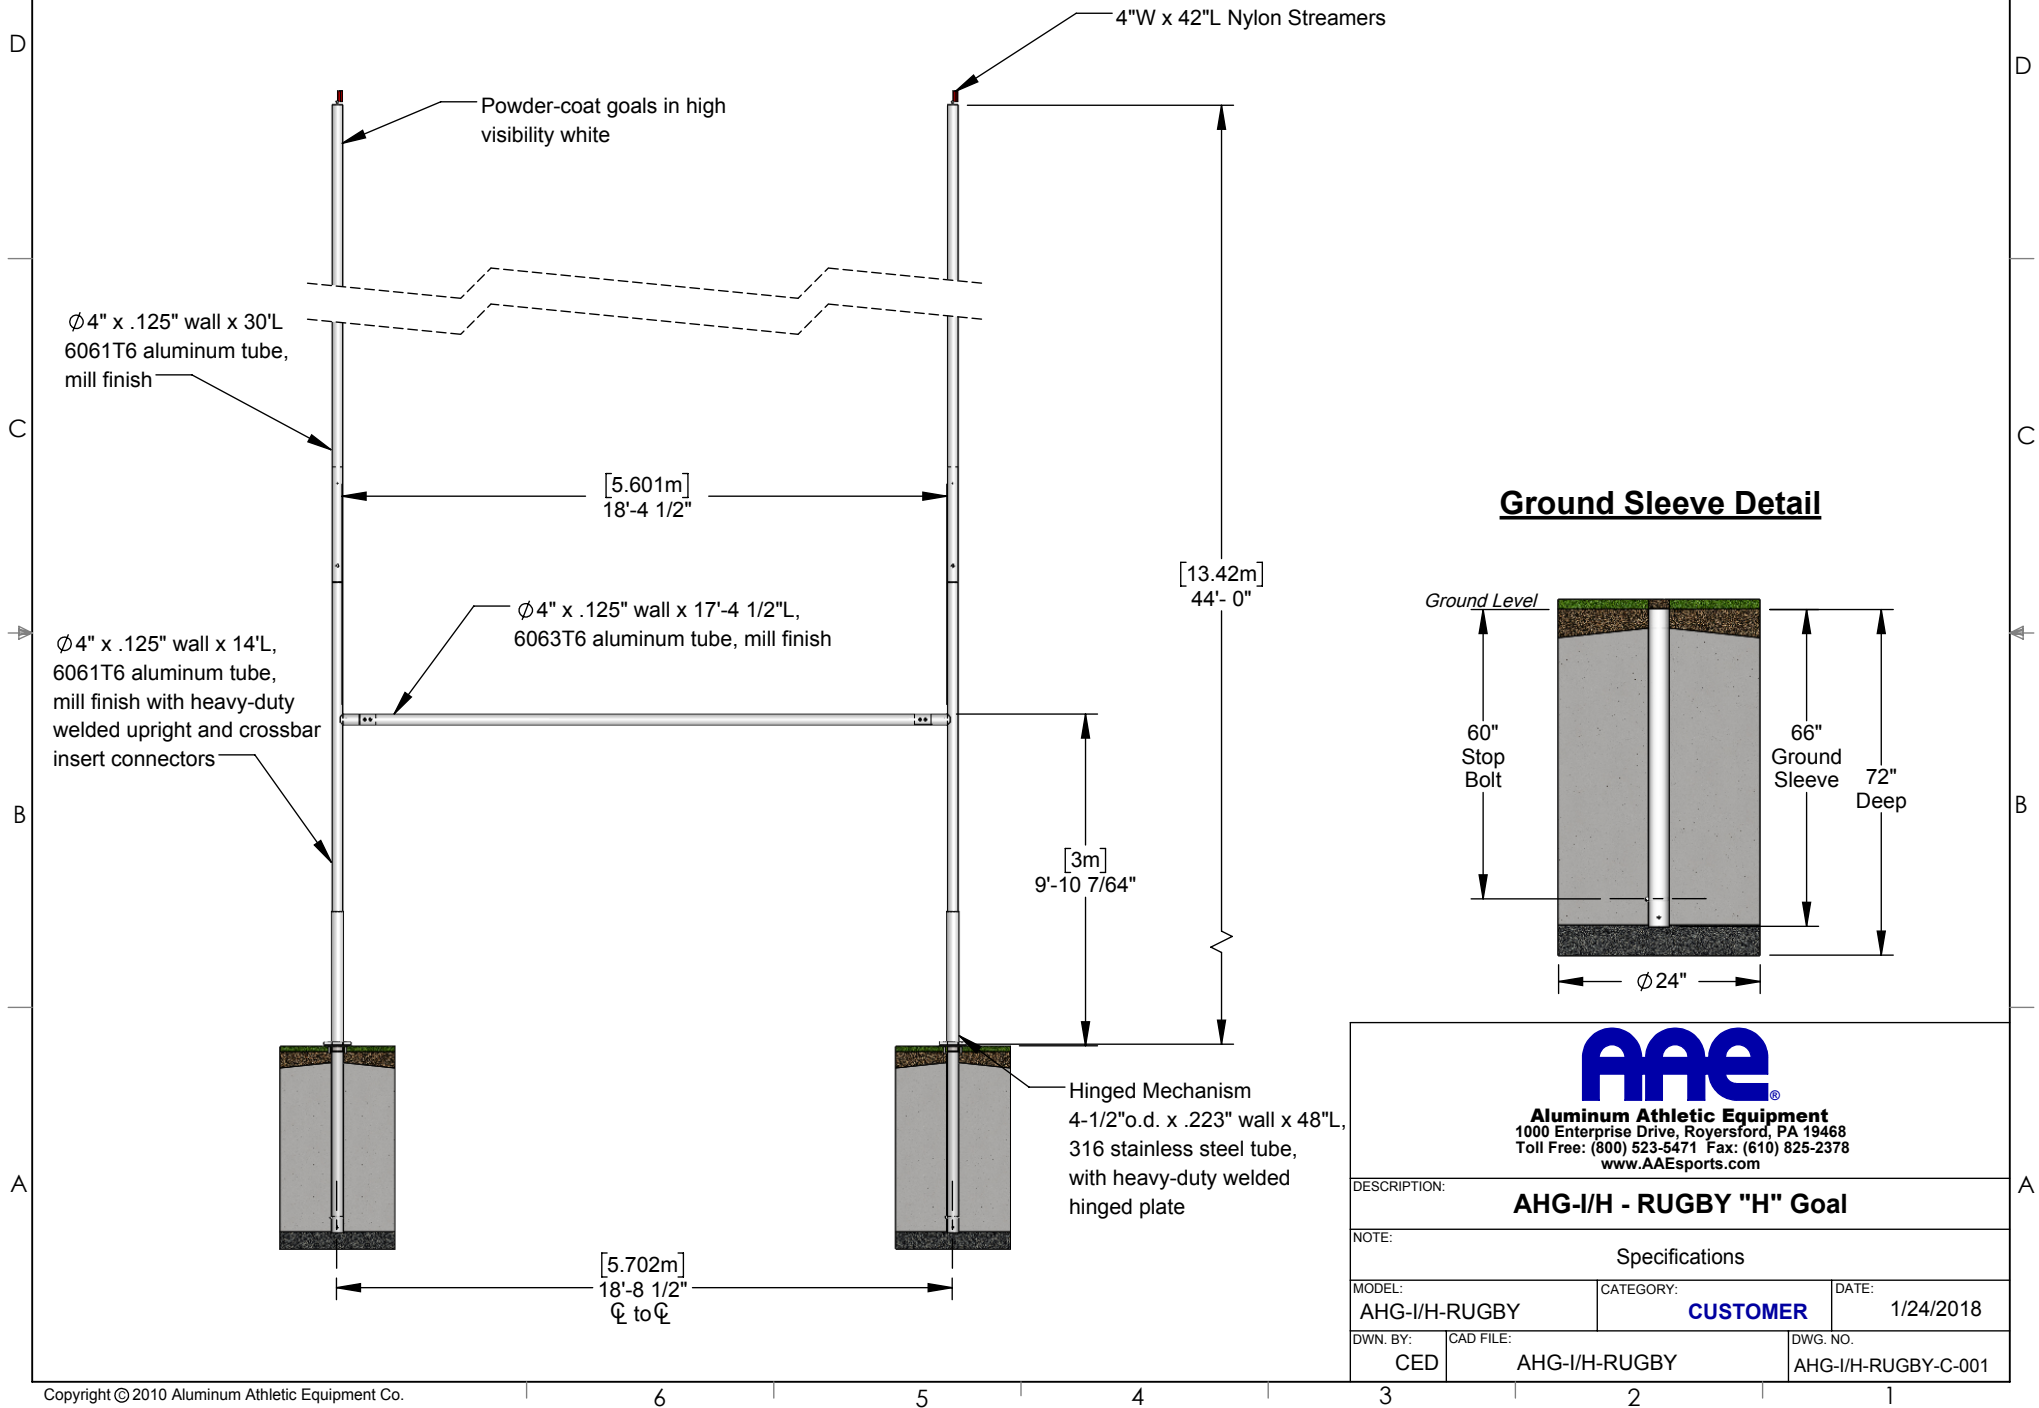 4"W x 42"L Nylon Streamers
D
D
Powder-coat goals in high
visibility white
∅4" x .125" wall x 30'L
6061T6 aluminum tube,
mill finish
C
C
[5.601m]
18'-4 1/2"
Ground Sleeve Detail
[13.42m]
44'- 0"
∅4" x .125" wall x 17'-4 1/2"L,
6063T6 aluminum tube, mill finish
Ground Level
∅4" x .125" wall x 14'L,
6061T6 aluminum tube,
mill finish with heavy-duty
welded upright and crossbar
insert connectors
60"
Stop
Bolt
66"
Ground
Sleeve
72"
Deep
B
B
[3m]
9'-10 7/64"
∅24"
Hinged Mechanism
4-1/2"o.d. x .223" wall x 48"L,
316 stainless steel tube,
with heavy-duty welded
hinged plate
A
A
[5.702m]
18'-8 1/2"
℄ to ℄
AAE®
Aluminum Athletic Equipment
1000 Enterprise Drive, Royersford, PA 19468
Toll Free: (800) 523-5471 Fax: (610) 825-2378
www.AAEsports.com
DESCRIPTION:
AHG-I/H - RUGBY "H" Goal
NOTE:
Specifications
MODEL:
AHG-I/H-RUGBY
CATEGORY:
CUSTOMER
DATE:
1/24/2018
DWN. BY:
CED
CAD FILE:
AHG-I/H-RUGBY
DWG. NO.
AHG-I/H-RUGBY-C-001
Copyright © 2010 Aluminum Athletic Equipment Co.
6
5
4
3
2
1